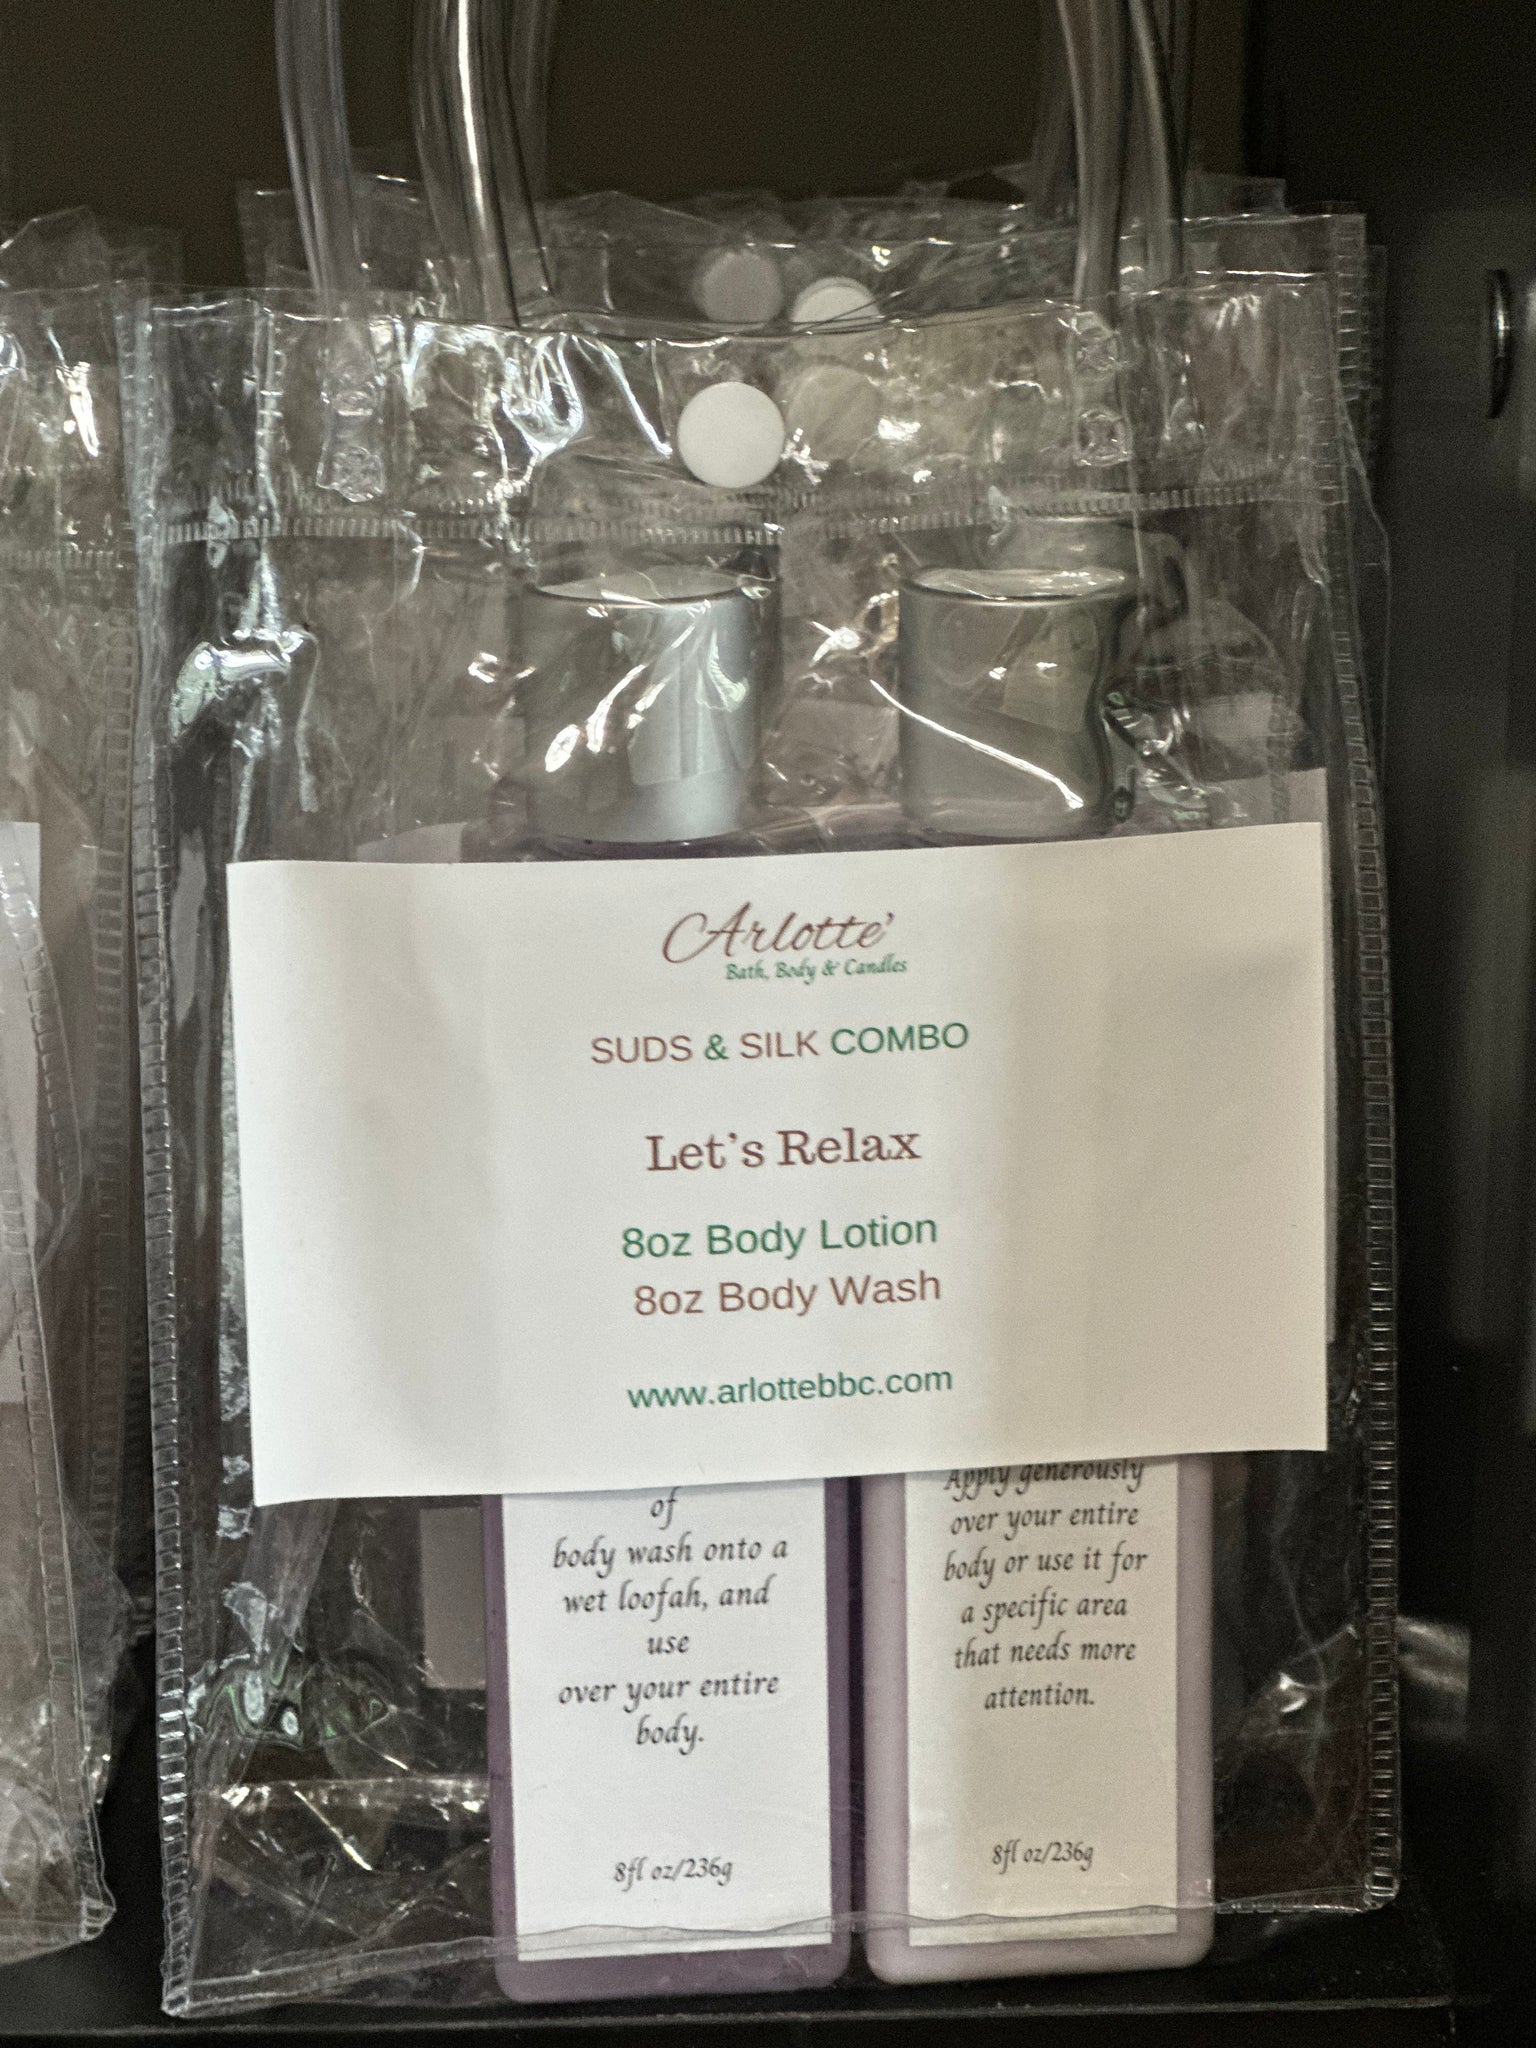 Arlotte'
Bath, Body & Candles
SUDS & SILK COMBO
Let's Relax
8oz Body Lotion
8oz Body Wash
www.arlottebbc.com
of
body wash onto a
wet loofah, and
use
over your entire
body.
8fl oz/236g
Apply generously
over your entire
body or use it for
a specific area
that needs more
attention.
8fl oz/236g